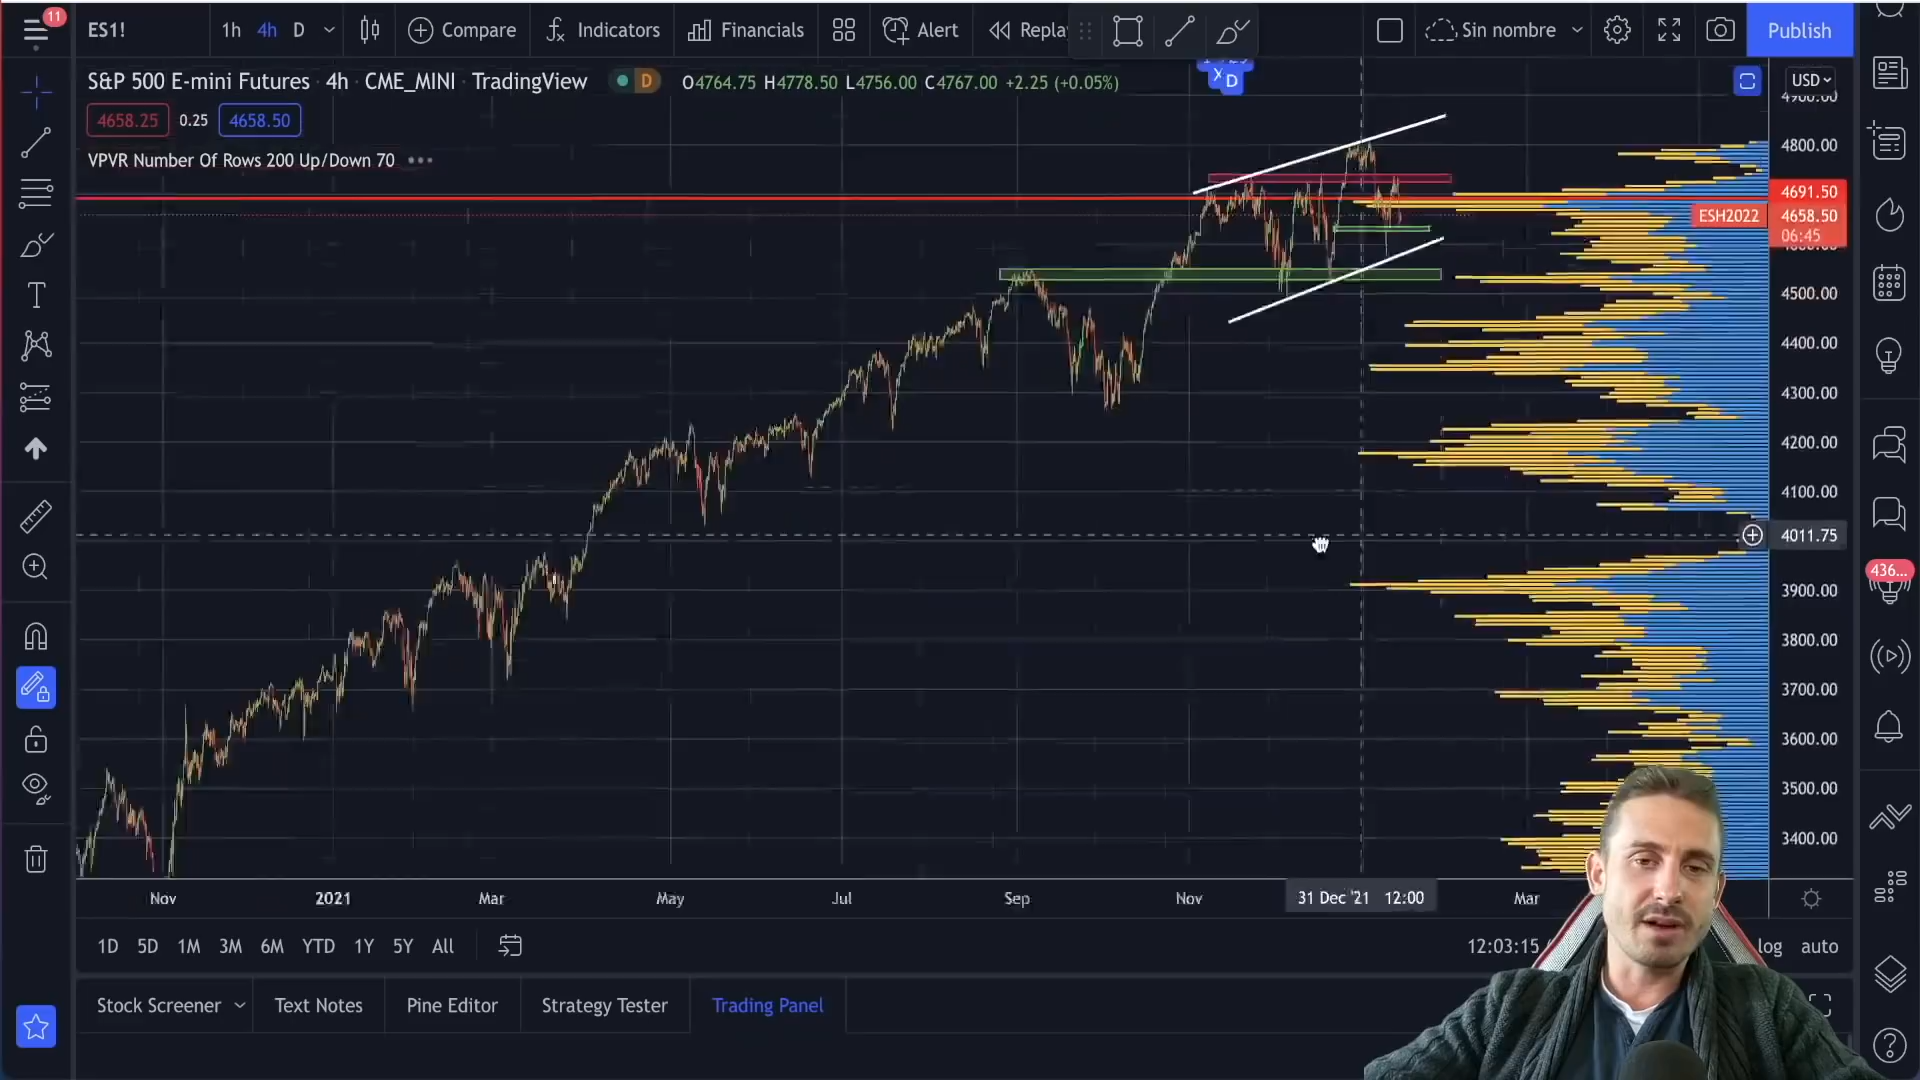 11
ES1!
1h 4h D
Compare
Indicators
Financials
Alert
Sin nombre
Publish
S&P 500 E-mini Futures · 4h · CME_MINI · TradingView
D
O4764.75 H4778.50 L4756.00 C4767.00 +2.25 (+0.05%)
X D
USD
4658.25 0.25 4658.50
VPVR Number Of Rows 200 Up/Down 70
4800.00
4691.50
ESH2022 4658.50
06:45
4500.00
4400.00
4300.00
4200.00
4100.00
4011.75
436...
3900.00
3800.00
3700.00
3600.00
3500.00
3400.00
Nov 2021 Mar May Jul Sep Nov 31 Dec '21 12:00 Mar
1D 5D 1M 3M 6M YTD 1Y 5Y All
12:03:15
log auto
Stock Screener Text Notes Pine Editor Strategy Tester Trading Panel